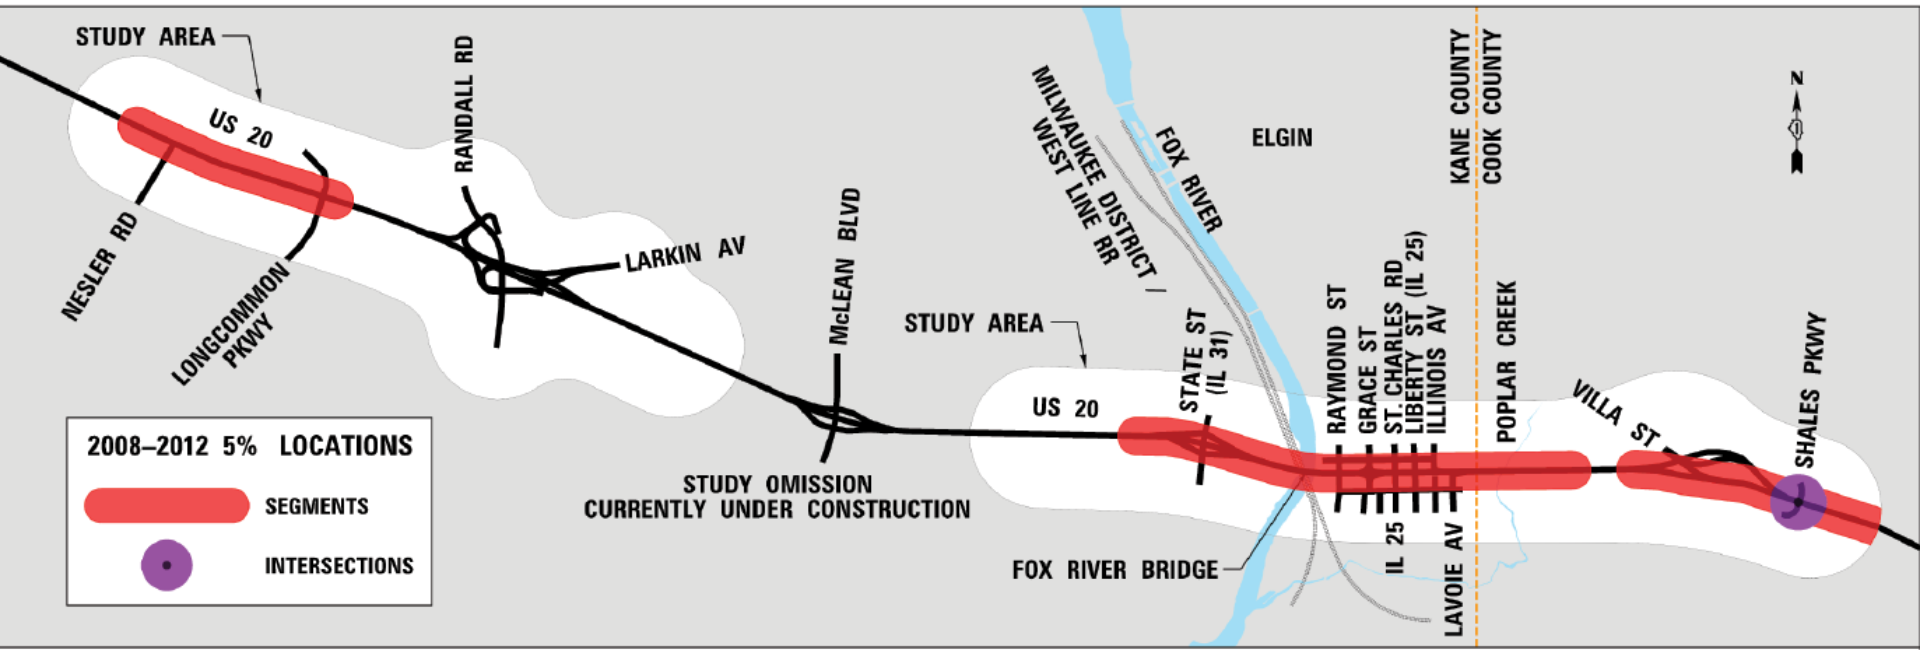 STUDY AREA
US 20
RANDALL RD
NESLER RD
LONGCOMMON
PKWY
LARKIN AV
McLEAN BLVD
STUDY OMISSION
CURRENTLY UNDER CONSTRUCTION
STUDY AREA
US 20
MILWAUKEE DISTRICT
WEST LINE RR
FOX RIVER
ELGIN
KANE COUNTY
COOK COUNTY
N
STATE ST
(IL 31)
RAYMOND ST
GRACE ST
ST. CHARLES RD
LIBERTY ST (IL 25)
ILLINOIS AV
POPLAR CREEK
VILLA ST
SHALES PKWY
FOX RIVER BRIDGE
IL 25
LAVOIE AV
2008–2012 5% LOCATIONS
SEGMENTS
INTERSECTIONS